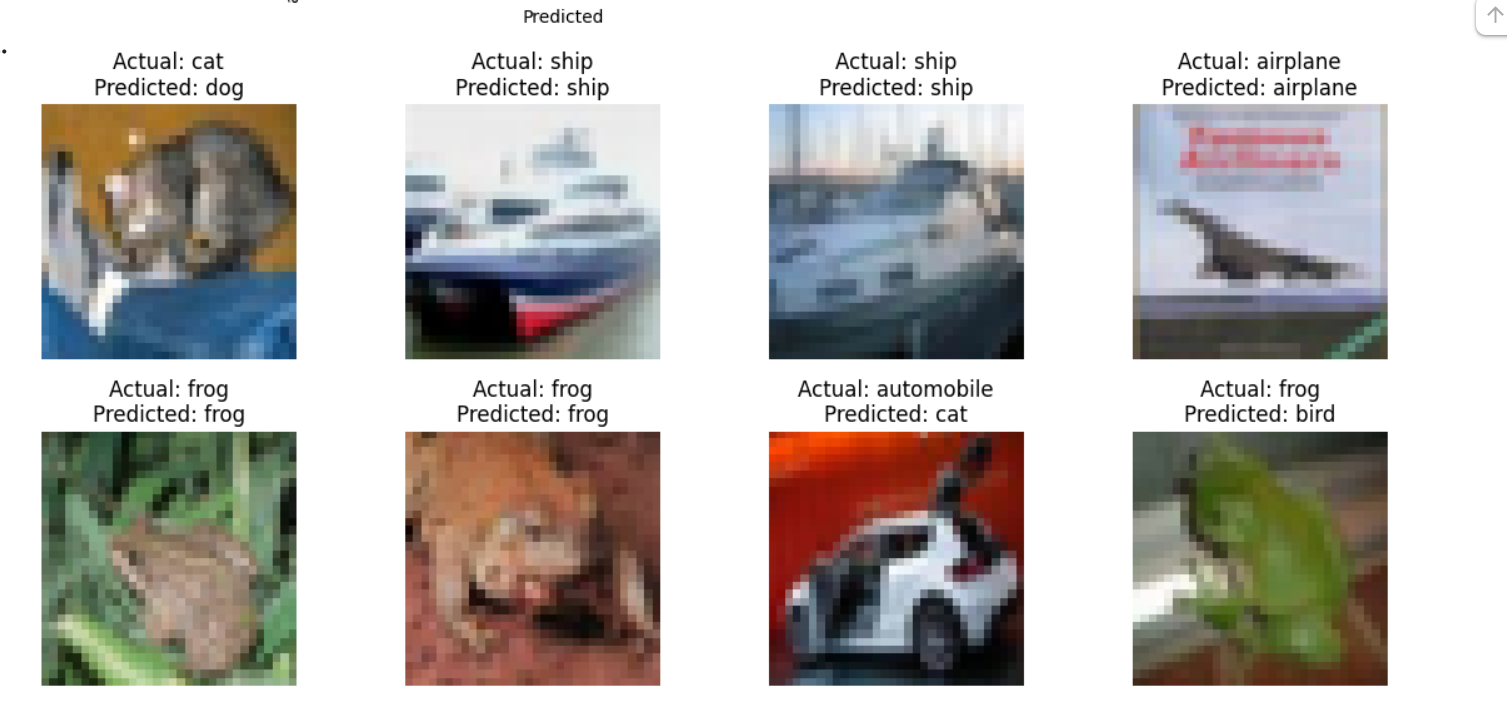 Predicted
Actual: cat
Predicted: dog
Actual: ship
Predicted: ship
Actual: ship
Predicted: ship
Actual: airplane
Predicted: airplane
Actual: frog
Predicted: frog
Actual: frog
Predicted: frog
Actual: automobile
Predicted: cat
Actual: frog
Predicted: bird